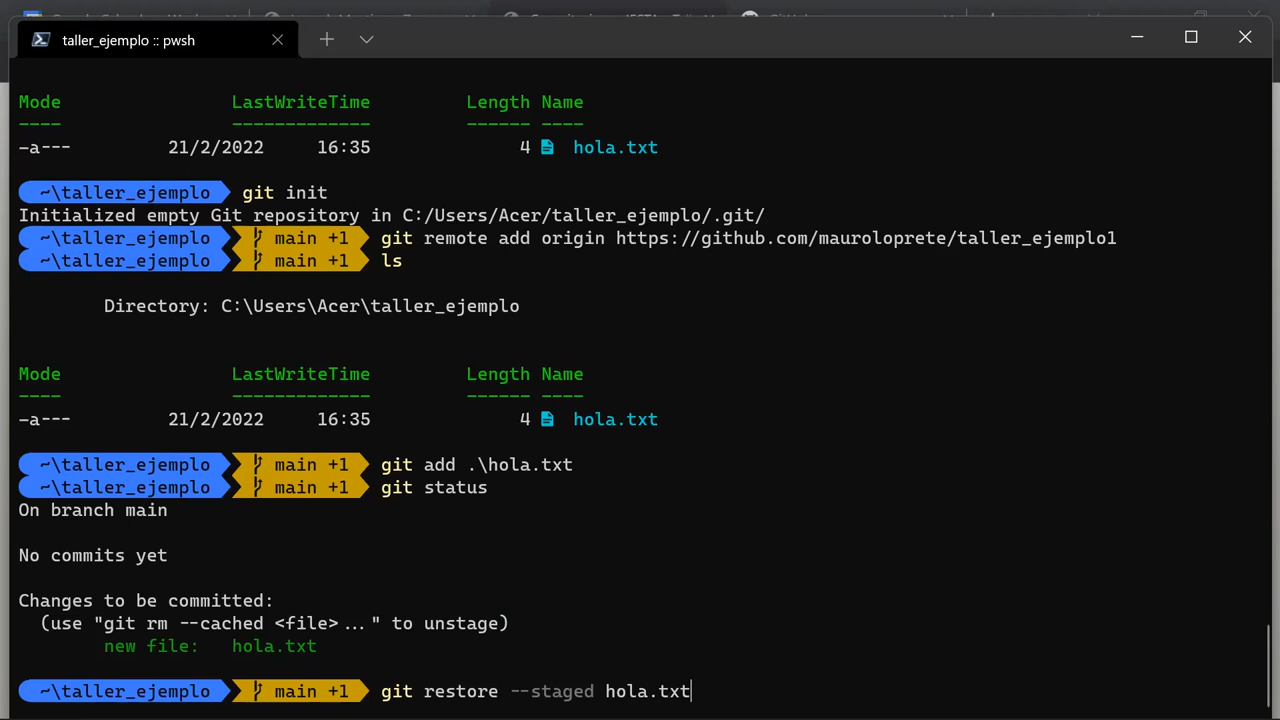 taller_ejemplo :: pwsh
Mode LastWriteTime Length Name
---- ------------- ------ ----
-a--- 21/2/2022 16:35 4 hola.txt
~\taller_ejemplo git init
Initialized empty Git repository in C:/Users/Acer/taller_ejemplo/.git/
~\taller_ejemplo main +1 git remote add origin https://github.com/mauroloprete/taller_ejemplo1
~\taller_ejemplo main +1 ls
Directory: C:\Users\Acer\taller_ejemplo
Mode LastWriteTime Length Name
---- ------------- ------ ----
-a--- 21/2/2022 16:35 4 hola.txt
~\taller_ejemplo main +1 git add .\hola.txt
~\taller_ejemplo main +1 git status
On branch main
No commits yet
Changes to be committed:
(use "git rm --cached <file>..." to unstage)
new file: hola.txt
~\taller_ejemplo main +1 git restore --staged hola.txt